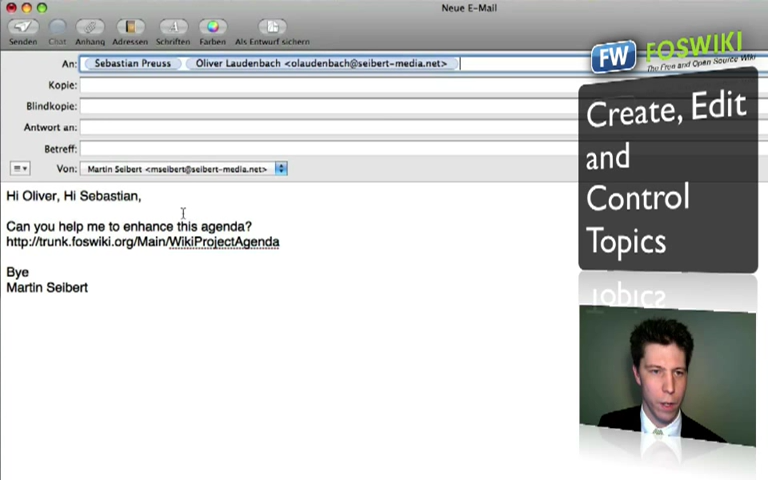 Neue E-Mail
Senden Chat Anhang Adressen Schriften Farben Als Entwurf sichern
An: Sebastian Preuss Oliver Laudenbach <olaudenbach@seibert-media.net>
Kopie:
Blindkopie:
Antwort an:
Betreff:
Von: Martin Seibert <mseibert@seibert-media.net>
Hi Oliver, Hi Sebastian,
Can you help me to enhance this agenda?
http://trunk.foswiki.org/Main/WikiProjectAgenda
Bye
Martin Seibert
FW FOSWIKI
The Free and Open Source Wiki
Create, Edit
and
Control
Topics